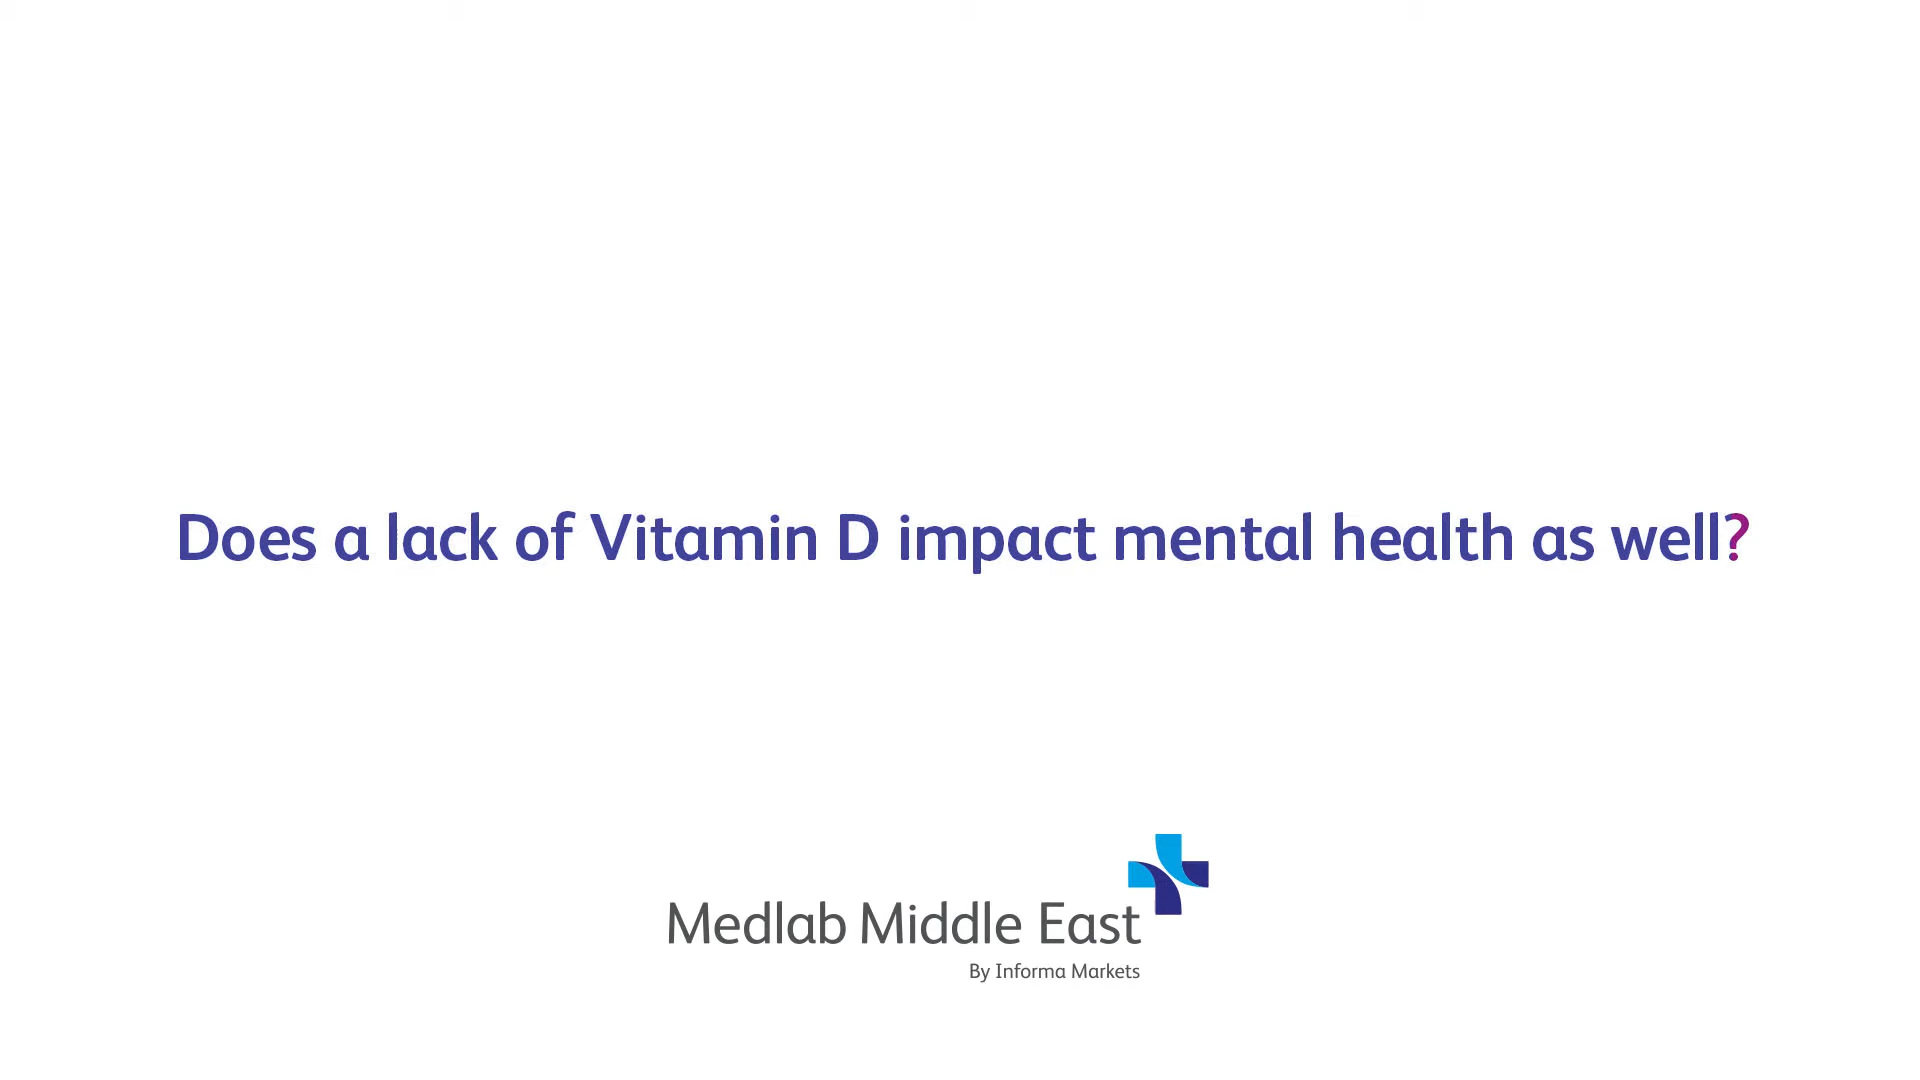 Does a lack of Vitamin D impact mental health as well?
Medlab Middle East
By Informa Markets